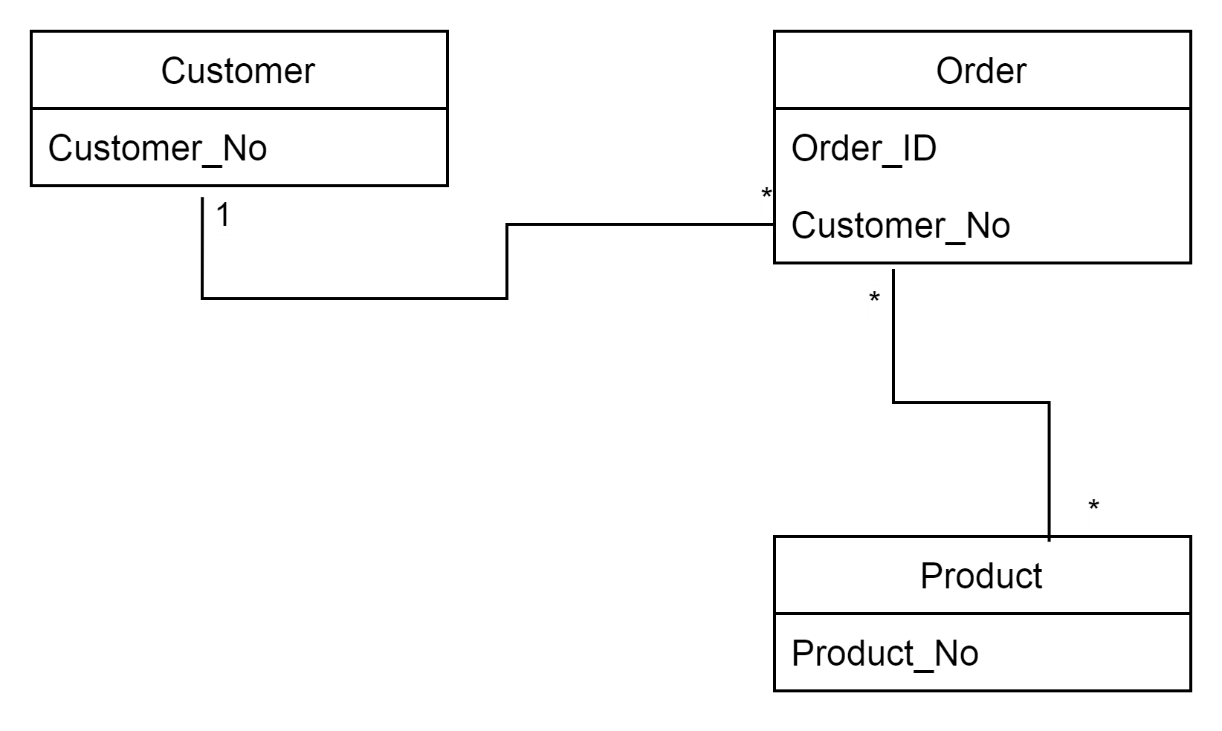 Customer
Customer_No
1
Order
Order_ID
*
Customer_No
*
*
Product
Product_No